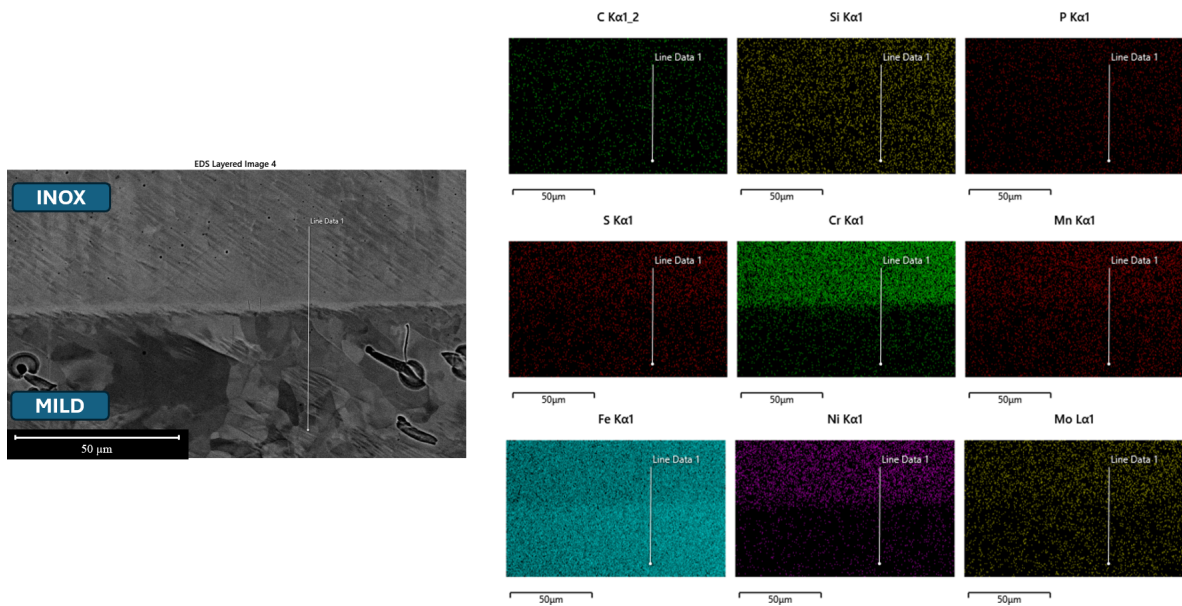 EDS Layered Image 4
INOX
Line Data 1
MILD
50 µm
C Kα1_2
Line Data 1
50µm
Si Kα1
Line Data 1
50µm
P Kα1
Line Data 1
50µm
S Kα1
Line Data 1
50µm
Cr Kα1
Line Data 1
50µm
Mn Kα1
Line Data 1
50µm
Fe Kα1
Line Data 1
50µm
Ni Kα1
Line Data 1
50µm
Mo Lα1
Line Data 1
50µm